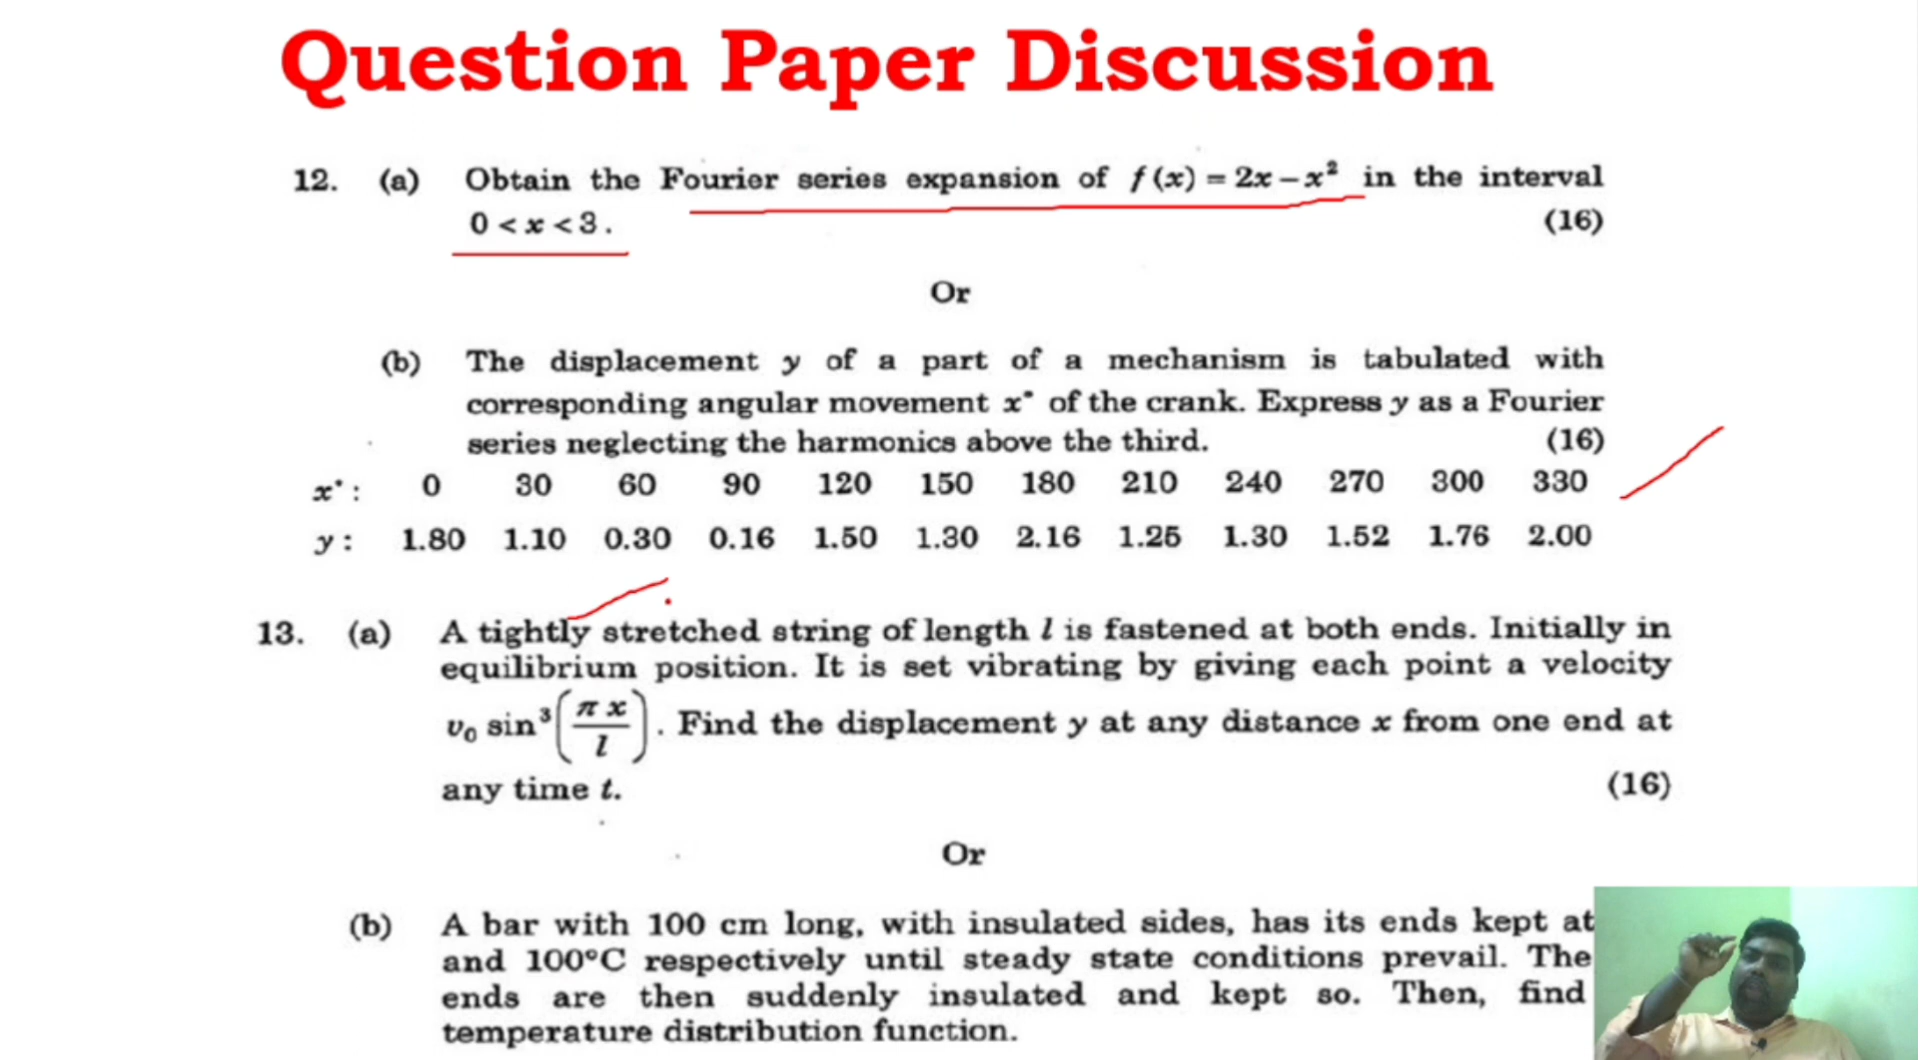 Question Paper Discussion
12. (a) Obtain the Fourier series expansion of f(x) = 2x – x² in the interval
0 < x < 3. (16)
Or
(b) The displacement y of a part of a mechanism is tabulated with
corresponding angular movement x° of the crank. Express y as a Fourier
series neglecting the harmonics above the third. (16)
x° : 0 30 60 90 120 150 180 210 240 270 300 330
y : 1.80 1.10 0.30 0.16 1.50 1.30 2.16 1.25 1.30 1.52 1.76 2.00
13. (a) A tightly stretched string of length l is fastened at both ends. Initially in
equilibrium position. It is set vibrating by giving each point a velocity
v₀ sin³(πx/l). Find the displacement y at any distance x from one end at
any time t. (16)
Or
(b) A bar with 100 cm long, with insulated sides, has its ends kept at
and 100°C respectively until steady state conditions prevail. The
ends are then suddenly insulated and kept so. Then, find
temperature distribution function.